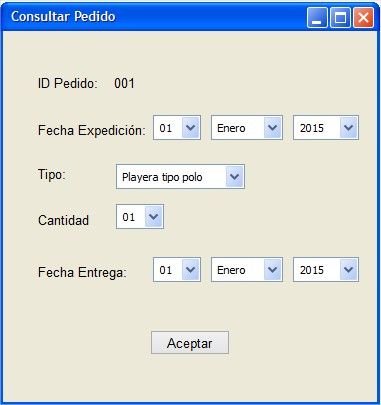 Consultar Pedido
ID Pedido: 001
Fecha Expedición: 01 Enero 2015
Tipo: Playera tipo polo
Cantidad 01
Fecha Entrega: 01 Enero 2015
Aceptar